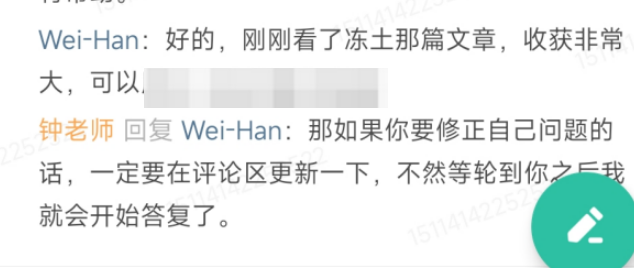 Wei-Han：好的，刚刚看了冻土那篇文章，收获非常
大，可以
钟老师 回复 Wei-Han：那如果你要修正自己问题的
话，一定要在评论区更新一下，不然等轮到你之后我
就会开始答复了。